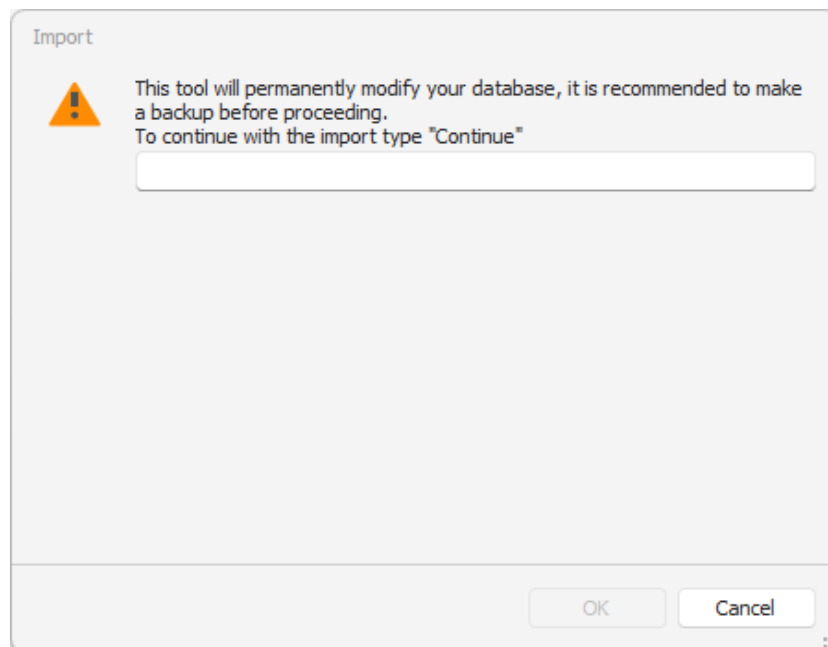 Import
This tool will permanently modify your database, it is recommended to make
a backup before proceeding.
To continue with the import type "Continue"
OK
Cancel